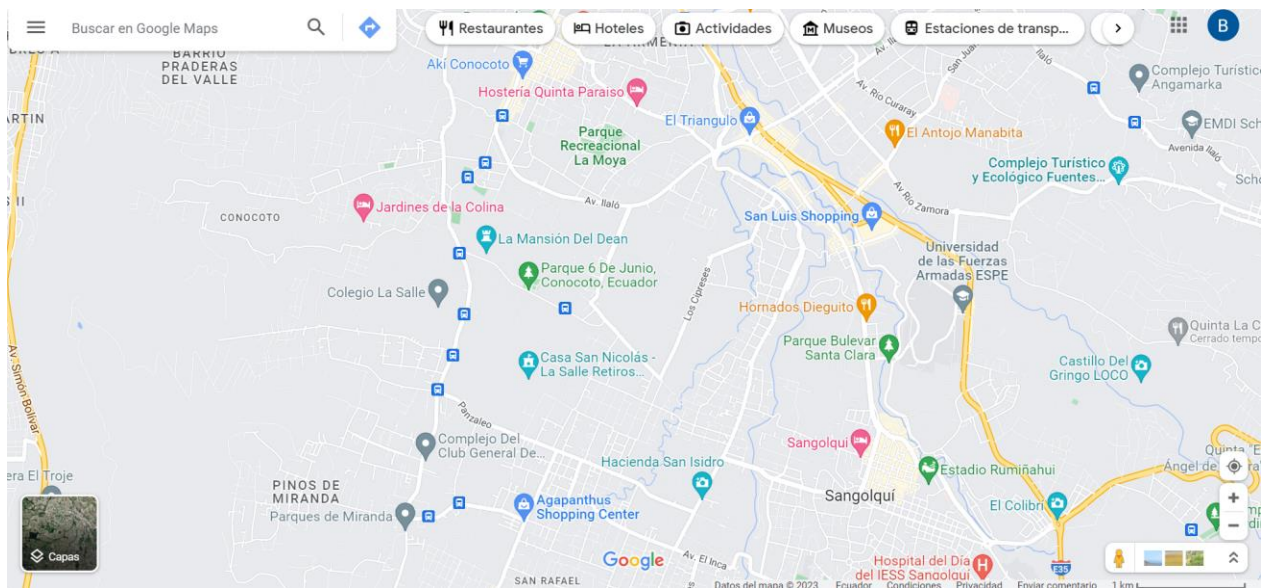 Buscar en Google Maps
Restaurantes
Hoteles
Actividades
Museos
Estaciones de transp...
B
BARRIO
PRADERAS
DEL VALLE
Akí Conocoto
Hostería Quinta Paraiso
El Triangulo
Av. Río Curaray
El Antojo Manabita
Complejo Turístico
Angamarka
EMDI Sch
Avenida Ilaló
Parque
Recreacional
La Moya
Complejo Turístico
y Ecológico Fuentes...
CONOCOTO
Jardines de la Colina
Av. Ilaló
Av Río Zamora
San Luis Shopping
La Mansión Del Dean
Universidad
de las Fuerzas
Armadas ESPE
Parque 6 De Junio,
Conocoto, Ecuador
Colegio La Salle
Los Cipreses
Hornados Dieguito
Quinta La C
Cerrado tempo
Parque Bulevar
Santa Clara
Av. Simón Bolívar
Casa San Nicolás -
La Salle Retiros...
Castillo Del
Gringo LOCO
Panzaleo
Complejo Del
Club General De...
Sangolqui
Hacienda San Isidro
Estadio Rumiñahui
era El Troje
PINOS DE
MIRANDA
Parques de Miranda
Agapanthus
Shopping Center
Sangolquí
El Colibri
Capas
Google
Av. El Inca
Hospital del Día
del IESS Sangolquí
E35
SAN RAFAEL
Datos del mapa © 2023
Ecuador
Condiciones
Privacidad
Enviar comentario
1 km